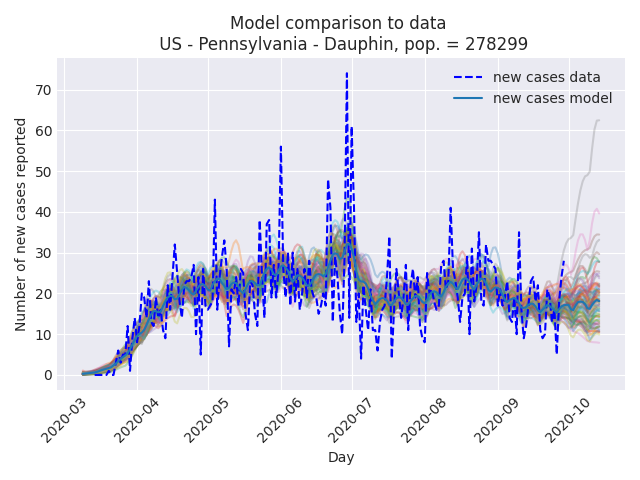 Model comparison to data
US - Pennsylvania - Dauphin, pop. = 278299
new cases data
new cases model
Number of new cases reported
70
60
50
40
30
20
10
0
2020-03
2020-04
2020-05
2020-06
2020-07
2020-08
2020-09
2020-10
Day